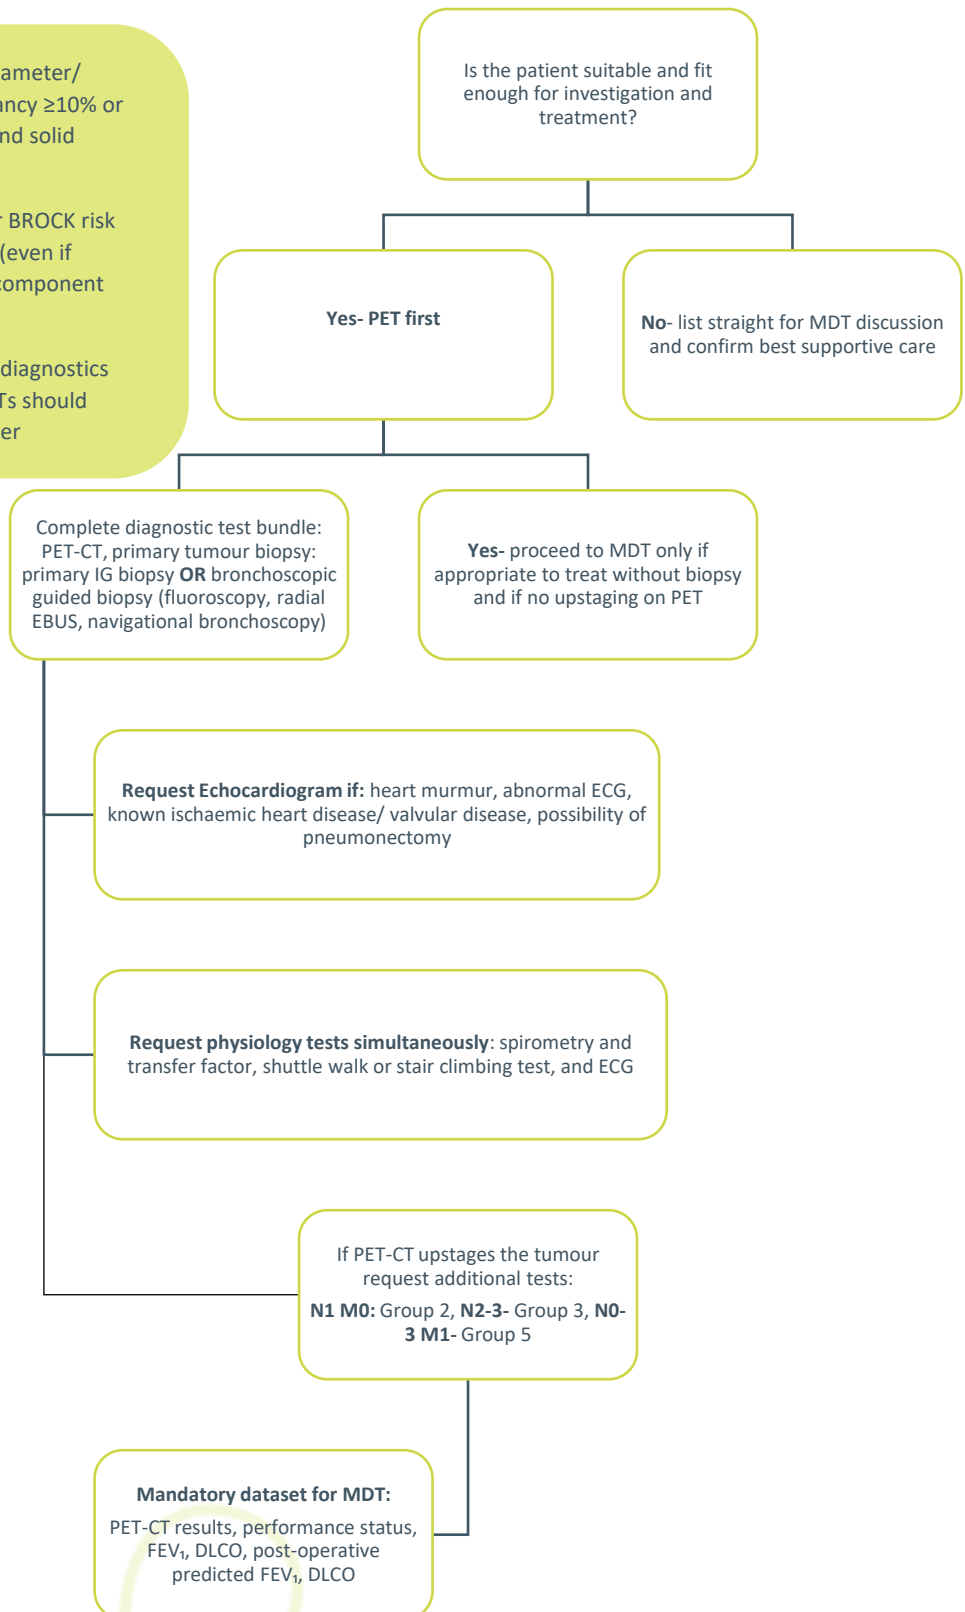 ameter/
ancy ≥10% or
nd solid
r BROCK risk
(even if
component
diagnostics
Ts should
er
Is the patient suitable and fit
enough for investigation and
treatment?
Yes- PET first
No- list straight for MDT discussion
and confirm best supportive care
Complete diagnostic test bundle:
PET-CT, primary tumour biopsy:
primary IG biopsy OR bronchoscopic
guided biopsy (fluoroscopy, radial
EBUS, navigational bronchoscopy)
Yes- proceed to MDT only if
appropriate to treat without biopsy
and if no upstaging on PET
Request Echocardiogram if: heart murmur, abnormal ECG,
known ischaemic heart disease/ valvular disease, possibility of
pneumonectomy
Request physiology tests simultaneously: spirometry and
transfer factor, shuttle walk or stair climbing test, and ECG
If PET-CT upstages the tumour
request additional tests:
N1 M0: Group 2, N2-3- Group 3, N0-
3 M1- Group 5
Mandatory dataset for MDT:
PET-CT results, performance status,
FEV₁, DLCO, post-operative
predicted FEV₁, DLCO